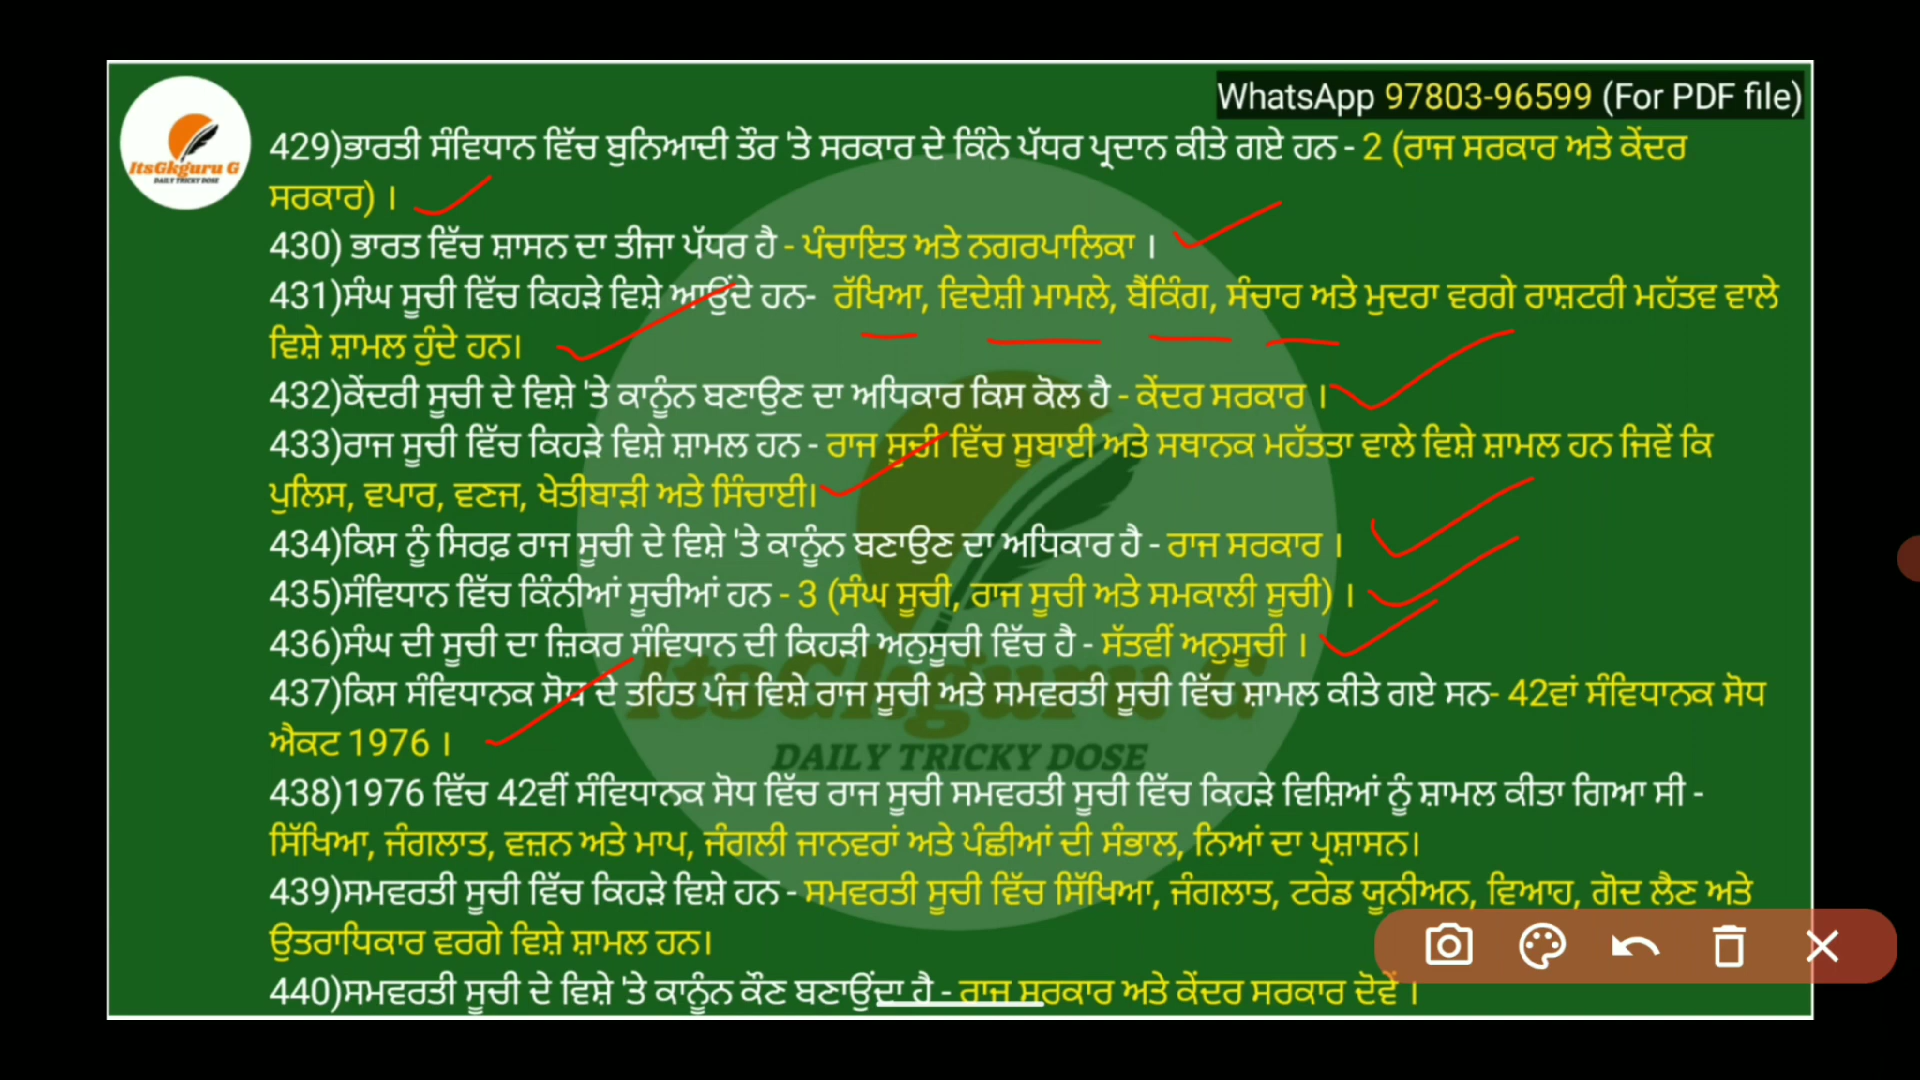 WhatsApp 97803-96599 (For PDF file)
ItsGkguru G
DAILY TRICKY DOSE
429)ਭਾਰਤੀ ਸੰਵਿਧਾਨ ਵਿੱਚ ਬੁਨਿਆਦੀ ਤੌਰ 'ਤੇ ਸਰਕਾਰ ਦੇ ਕਿੰਨੇ ਪੱਧਰ ਪ੍ਰਦਾਨ ਕੀਤੇ ਗਏ ਹਨ - 2 (ਰਾਜ ਸਰਕਾਰ ਅਤੇ ਕੇਂਦਰ
ਸਰਕਾਰ) ।
430) ਭਾਰਤ ਵਿੱਚ ਸ਼ਾਸਨ ਦਾ ਤੀਜਾ ਪੱਧਰ ਹੈ - ਪੰਚਾਇਤ ਅਤੇ ਨਗਰਪਾਲਿਕਾ ।
431)ਸੰਘ ਸੂਚੀ ਵਿੱਚ ਕਿਹੜੇ ਵਿਸ਼ੇ ਆਉਂਦੇ ਹਨ- ਰੱਖਿਆ, ਵਿਦੇਸ਼ੀ ਮਾਮਲੇ, ਬੈਂਕਿੰਗ, ਸੰਚਾਰ ਅਤੇ ਮੁਦਰਾ ਵਰਗੇ ਰਾਸ਼ਟਰੀ ਮਹੱਤਵ ਵਾਲੇ
ਵਿਸ਼ੇ ਸ਼ਾਮਲ ਹੁੰਦੇ ਹਨ।
432)ਕੇਂਦਰੀ ਸੂਚੀ ਦੇ ਵਿਸ਼ੇ 'ਤੇ ਕਾਨੂੰਨ ਬਣਾਉਣ ਦਾ ਅਧਿਕਾਰ ਕਿਸ ਕੋਲ ਹੈ - ਕੇਂਦਰ ਸਰਕਾਰ ।
433)ਰਾਜ ਸੂਚੀ ਵਿੱਚ ਕਿਹੜੇ ਵਿਸ਼ੇ ਸ਼ਾਮਲ ਹਨ - ਰਾਜ ਸੂਚੀ ਵਿੱਚ ਸੂਬਾਈ ਅਤੇ ਸਥਾਨਕ ਮਹੱਤਤਾ ਵਾਲੇ ਵਿਸ਼ੇ ਸ਼ਾਮਲ ਹਨ ਜਿਵੇਂ ਕਿ
ਪੁਲਿਸ, ਵਪਾਰ, ਵਣਜ, ਖੇਤੀਬਾੜੀ ਅਤੇ ਸਿੰਚਾਈ।
434)ਕਿਸ ਨੂੰ ਸਿਰਫ਼ ਰਾਜ ਸੂਚੀ ਦੇ ਵਿਸ਼ੇ 'ਤੇ ਕਾਨੂੰਨ ਬਣਾਉਣ ਦਾ ਅਧਿਕਾਰ ਹੈ - ਰਾਜ ਸਰਕਾਰ ।
435)ਸੰਵਿਧਾਨ ਵਿੱਚ ਕਿੰਨੀਆਂ ਸੂਚੀਆਂ ਹਨ - 3 (ਸੰਘ ਸੂਚੀ, ਰਾਜ ਸੂਚੀ ਅਤੇ ਸਮਕਾਲੀ ਸੂਚੀ) ।
436)ਸੰਘ ਦੀ ਸੂਚੀ ਦਾ ਜ਼ਿਕਰ ਸੰਵਿਧਾਨ ਦੀ ਕਿਹੜੀ ਅਨੁਸੂਚੀ ਵਿੱਚ ਹੈ - ਸੱਤਵੀਂ ਅਨੁਸੂਚੀ ।
437)ਕਿਸ ਸੰਵਿਧਾਨਕ ਸੋਧ ਦੇ ਤਹਿਤ ਪੰਜ ਵਿਸ਼ੇ ਰਾਜ ਸੂਚੀ ਅਤੇ ਸਮਵਰਤੀ ਸੂਚੀ ਵਿੱਚ ਸ਼ਾਮਲ ਕੀਤੇ ਗਏ ਸਨ- 42ਵਾਂ ਸੰਵਿਧਾਨਕ ਸੋਧ
ਐਕਟ 1976 ।
ItsGkguru G
DAILY TRICKY DOSE
438)1976 ਵਿੱਚ 42ਵੀਂ ਸੰਵਿਧਾਨਕ ਸੋਧ ਵਿੱਚ ਰਾਜ ਸੂਚੀ ਸਮਵਰਤੀ ਸੂਚੀ ਵਿੱਚ ਕਿਹੜੇ ਵਿਸ਼ਿਆਂ ਨੂੰ ਸ਼ਾਮਲ ਕੀਤਾ ਗਿਆ ਸੀ -
ਸਿੱਖਿਆ, ਜੰਗਲਾਤ, ਵਜ਼ਨ ਅਤੇ ਮਾਪ, ਜੰਗਲੀ ਜਾਨਵਰਾਂ ਅਤੇ ਪੰਛੀਆਂ ਦੀ ਸੰਭਾਲ, ਨਿਆਂ ਦਾ ਪ੍ਰਸ਼ਾਸਨ।
439)ਸਮਵਰਤੀ ਸੂਚੀ ਵਿੱਚ ਕਿਹੜੇ ਵਿਸ਼ੇ ਹਨ - ਸਮਵਰਤੀ ਸੂਚੀ ਵਿੱਚ ਸਿੱਖਿਆ, ਜੰਗਲਾਤ, ਟਰੇਡ ਯੂਨੀਅਨ, ਵਿਆਹ, ਗੋਦ ਲੈਣ ਅਤੇ
ਉਤਰਾਧਿਕਾਰ ਵਰਗੇ ਵਿਸ਼ੇ ਸ਼ਾਮਲ ਹਨ।
440)ਸਮਵਰਤੀ ਸੂਚੀ ਦੇ ਵਿਸ਼ੇ 'ਤੇ ਕਾਨੂੰਨ ਕੌਣ ਬਣਾਉਂਦਾ ਹੈ - ਰਾਜ ਸਰਕਾਰ ਅਤੇ ਕੇਂਦਰ ਸਰਕਾਰ ਦੋਵੇਂ ।